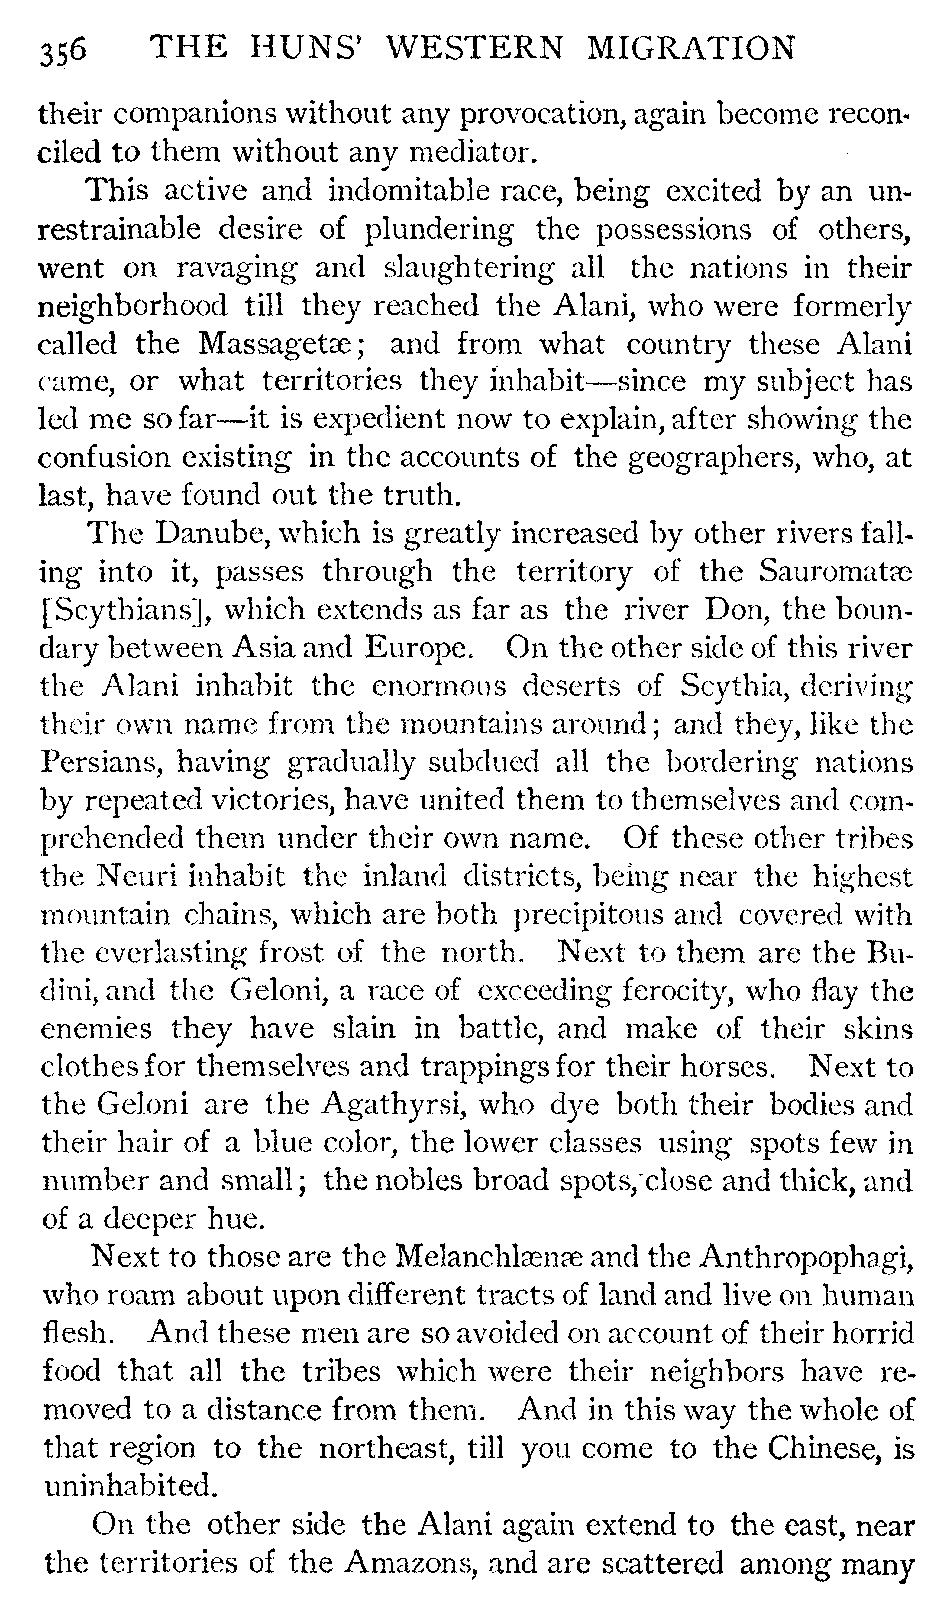 356 THE HUNS' WESTERN MIGRATION
their companions without any provocation, again become recon-
ciled to them without any mediator.
This active and indomitable race, being excited by an un-
restrainable desire of plundering the possessions of others,
went on ravaging and slaughtering all the nations in their
neighborhood till they reached the Alani, who were formerly
called the Massagetæ; and from what country these Alani
came, or what territories they inhabit—since my subject has
led me so far—it is expedient now to explain, after showing the
confusion existing in the accounts of the geographers, who, at
last, have found out the truth.
The Danube, which is greatly increased by other rivers fall-
ing into it, passes through the territory of the Sauromatæ
[Scythians], which extends as far as the river Don, the boun-
dary between Asia and Europe. On the other side of this river
the Alani inhabit the enormous deserts of Scythia, deriving
their own name from the mountains around; and they, like the
Persians, having gradually subdued all the bordering nations
by repeated victories, have united them to themselves and com-
prehended them under their own name. Of these other tribes
the Neuri inhabit the inland districts, being near the highest
mountain chains, which are both precipitous and covered with
the everlasting frost of the north. Next to them are the Bu-
dini, and the Geloni, a race of exceeding ferocity, who flay the
enemies they have slain in battle, and make of their skins
clothes for themselves and trappings for their horses. Next to
the Geloni are the Agathyrsi, who dye both their bodies and
their hair of a blue color, the lower classes using spots few in
number and small; the nobles broad spots, close and thick, and
of a deeper hue.
Next to those are the Melanchlænæ and the Anthropophagi,
who roam about upon different tracts of land and live on human
flesh. And these men are so avoided on account of their horrid
food that all the tribes which were their neighbors have re-
moved to a distance from them. And in this way the whole of
that region to the northeast, till you come to the Chinese, is
uninhabited.
On the other side the Alani again extend to the east, near
the territories of the Amazons, and are scattered among many